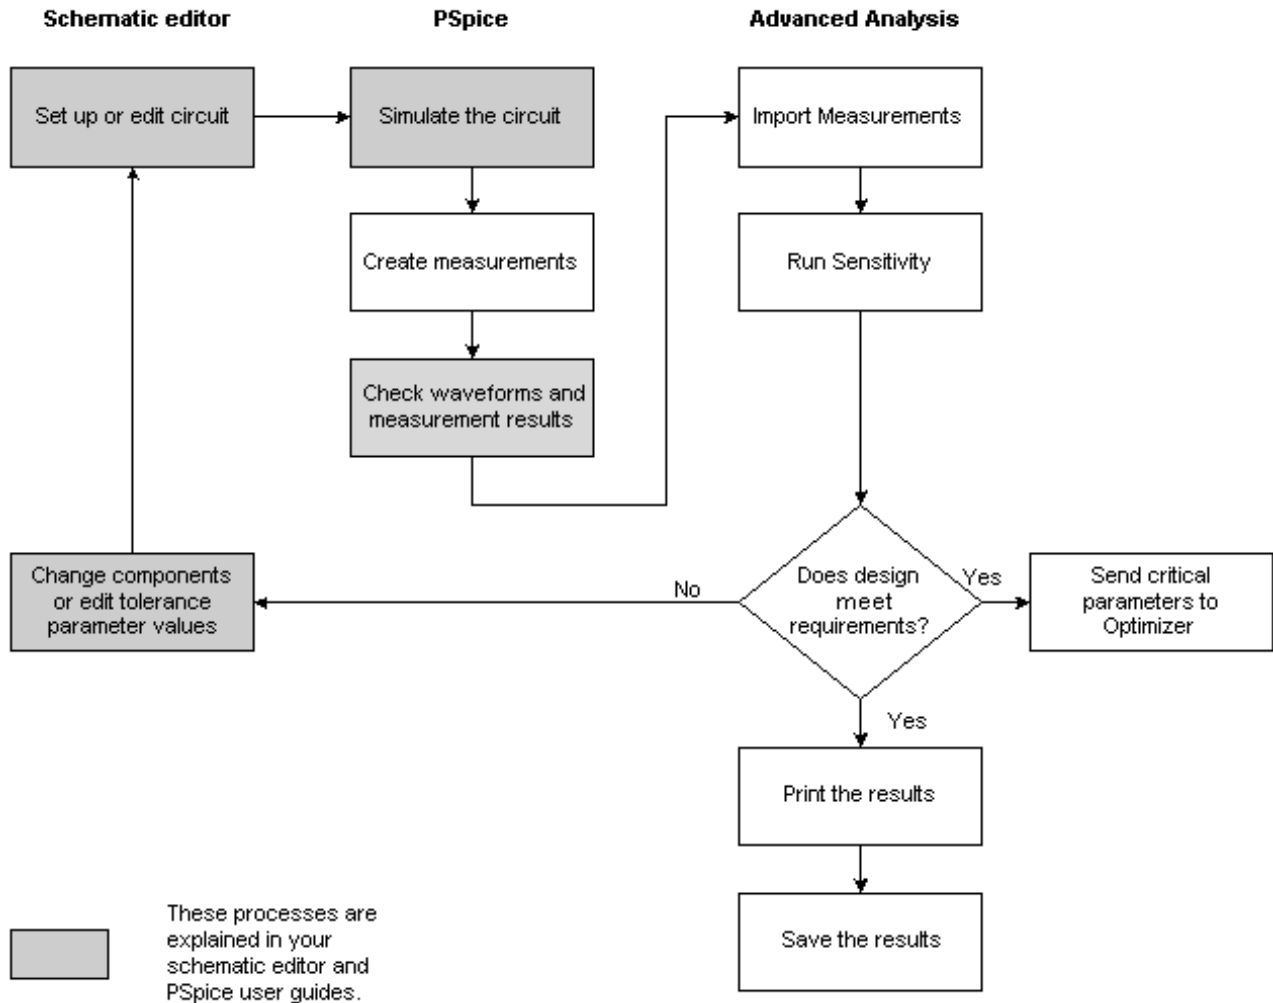 Schematic editor
PSpice
Advanced Analysis
Set up or edit circuit
Simulate the circuit
Import Measurements
Create measurements
Run Sensitivity
Check waveforms and
measurement results
Change components
or edit tolerance
parameter values
No
Does design
meet
requirements?
Yes
Send critical
parameters to
Optimizer
Yes
Print the results
Save the results
These processes are
explained in your
schematic editor and
PSpice user guides.